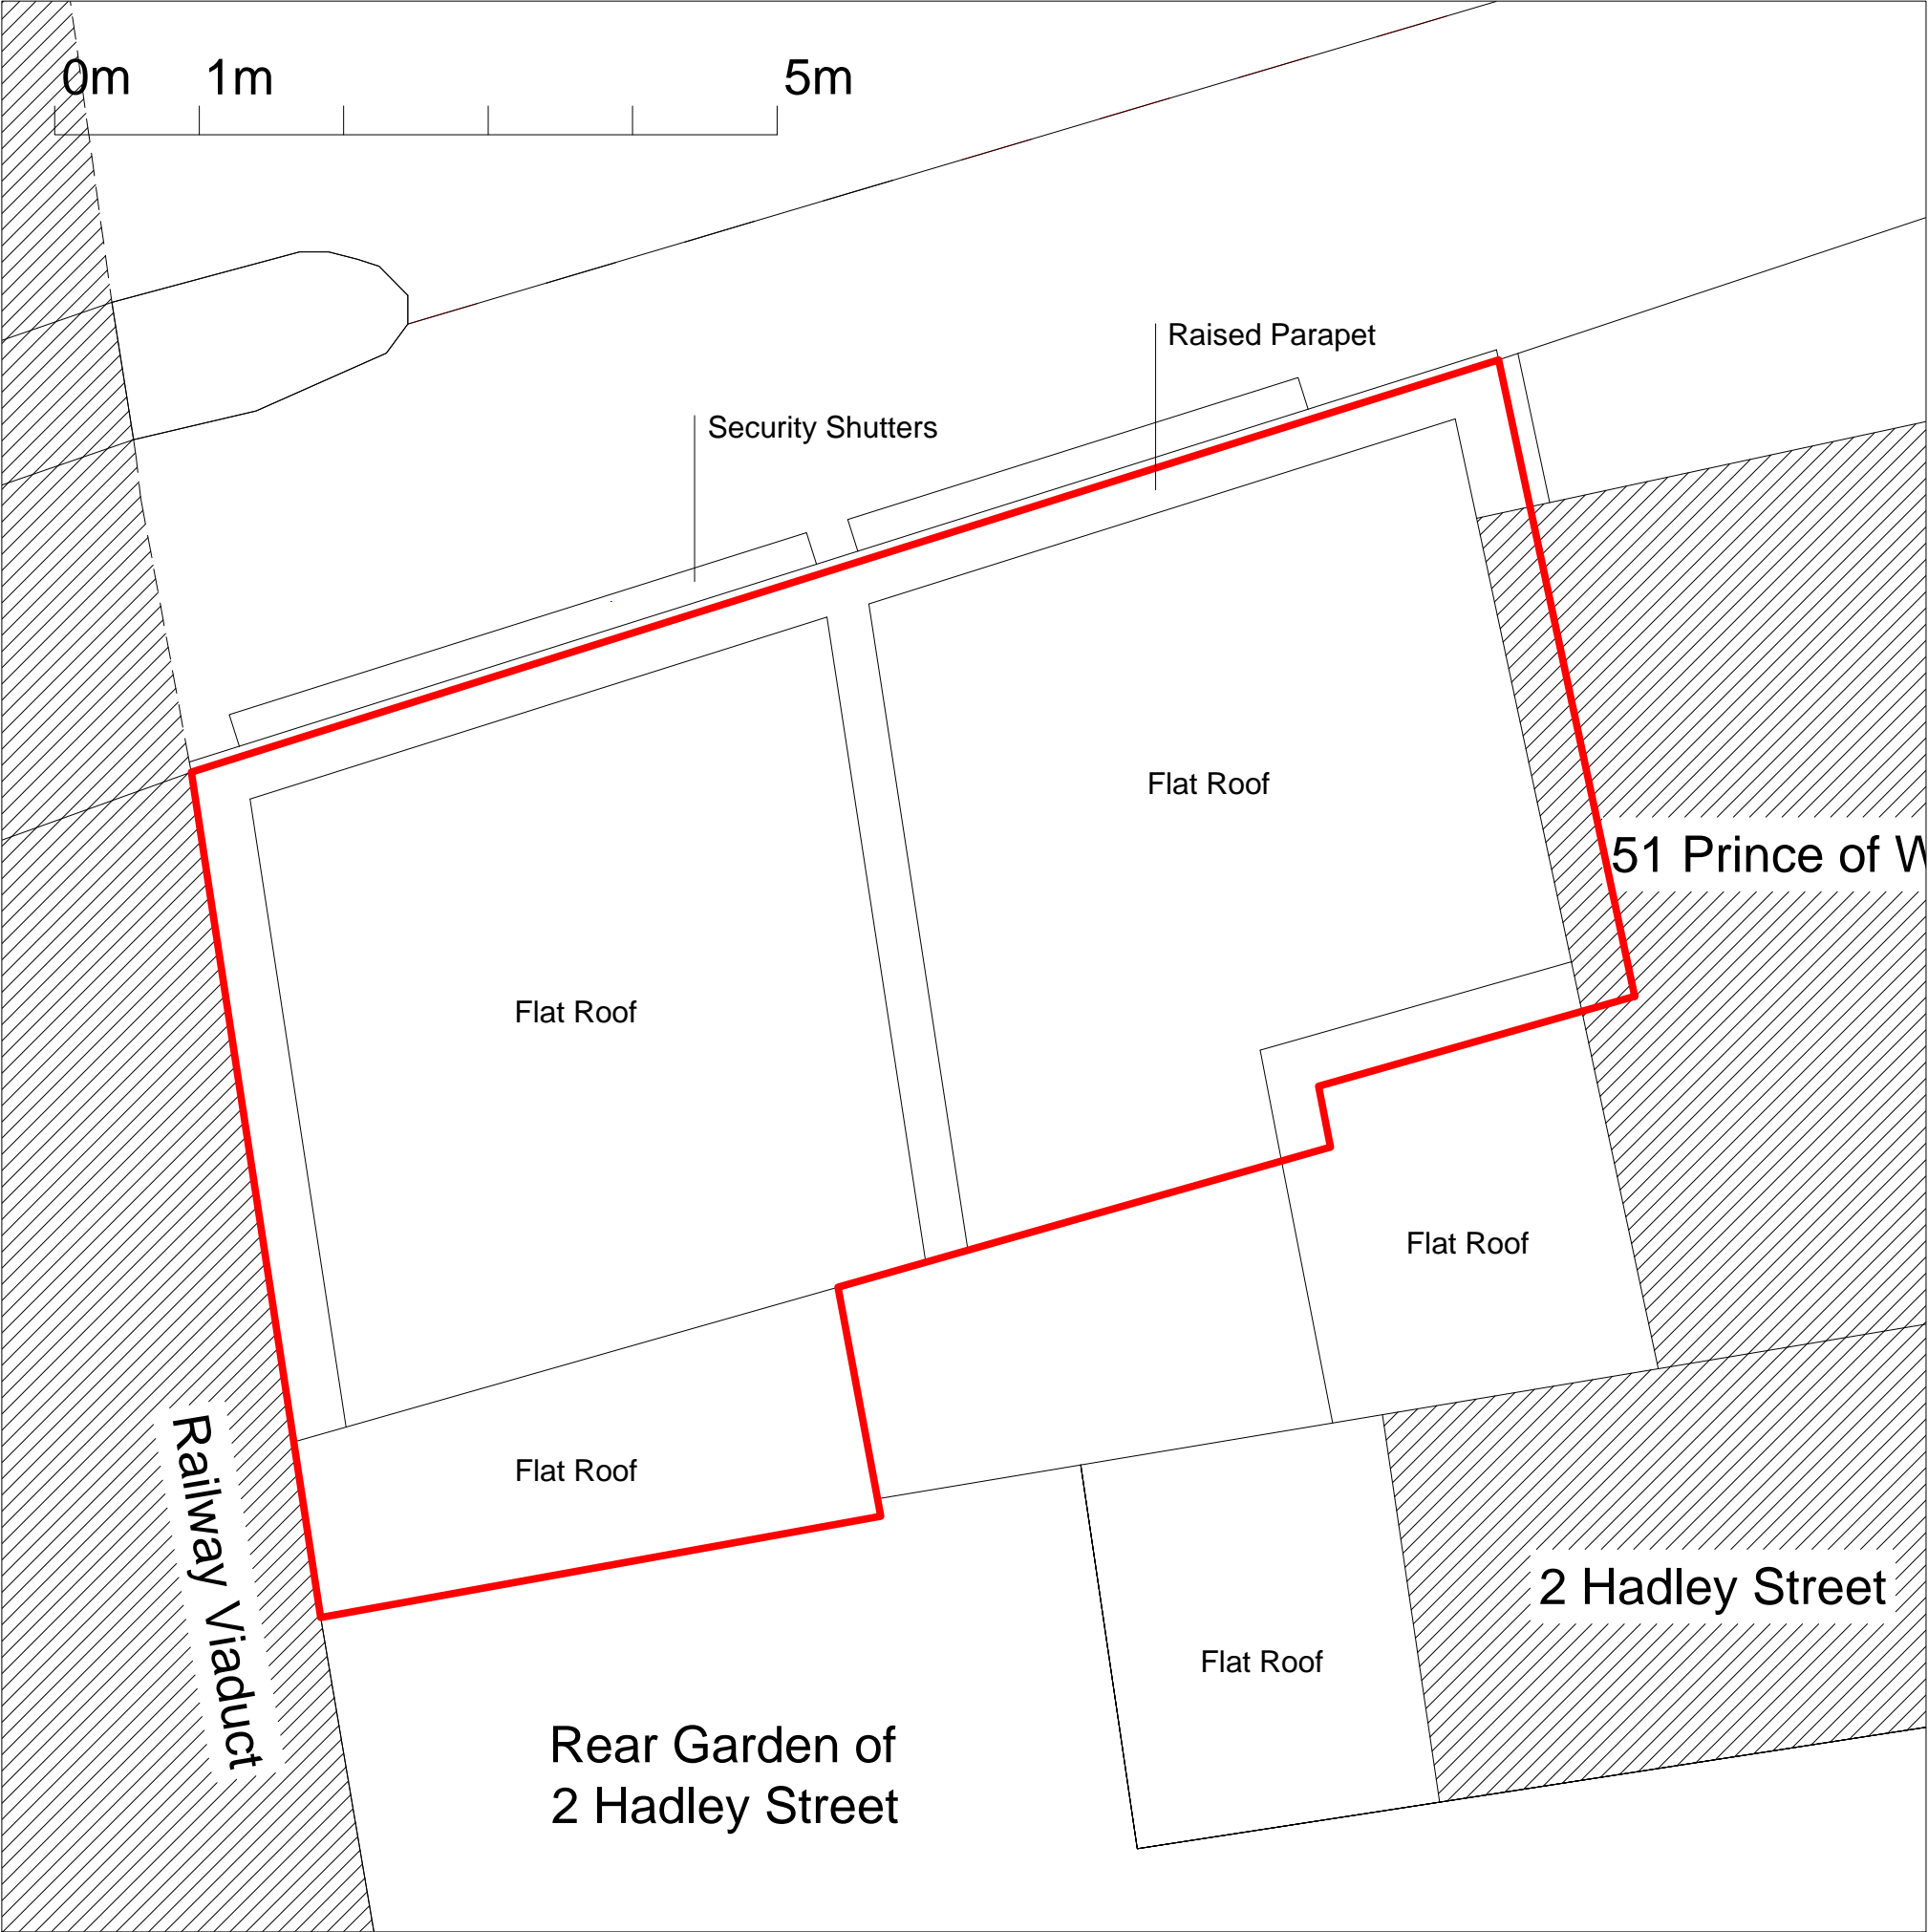 0m 1m 5m
Raised Parapet
Security Shutters
Flat Roof
51 Prince of W
Flat Roof
Flat Roof
Flat Roof
Railway Viaduct
2 Hadley Street
Flat Roof
Rear Garden of
2 Hadley Street